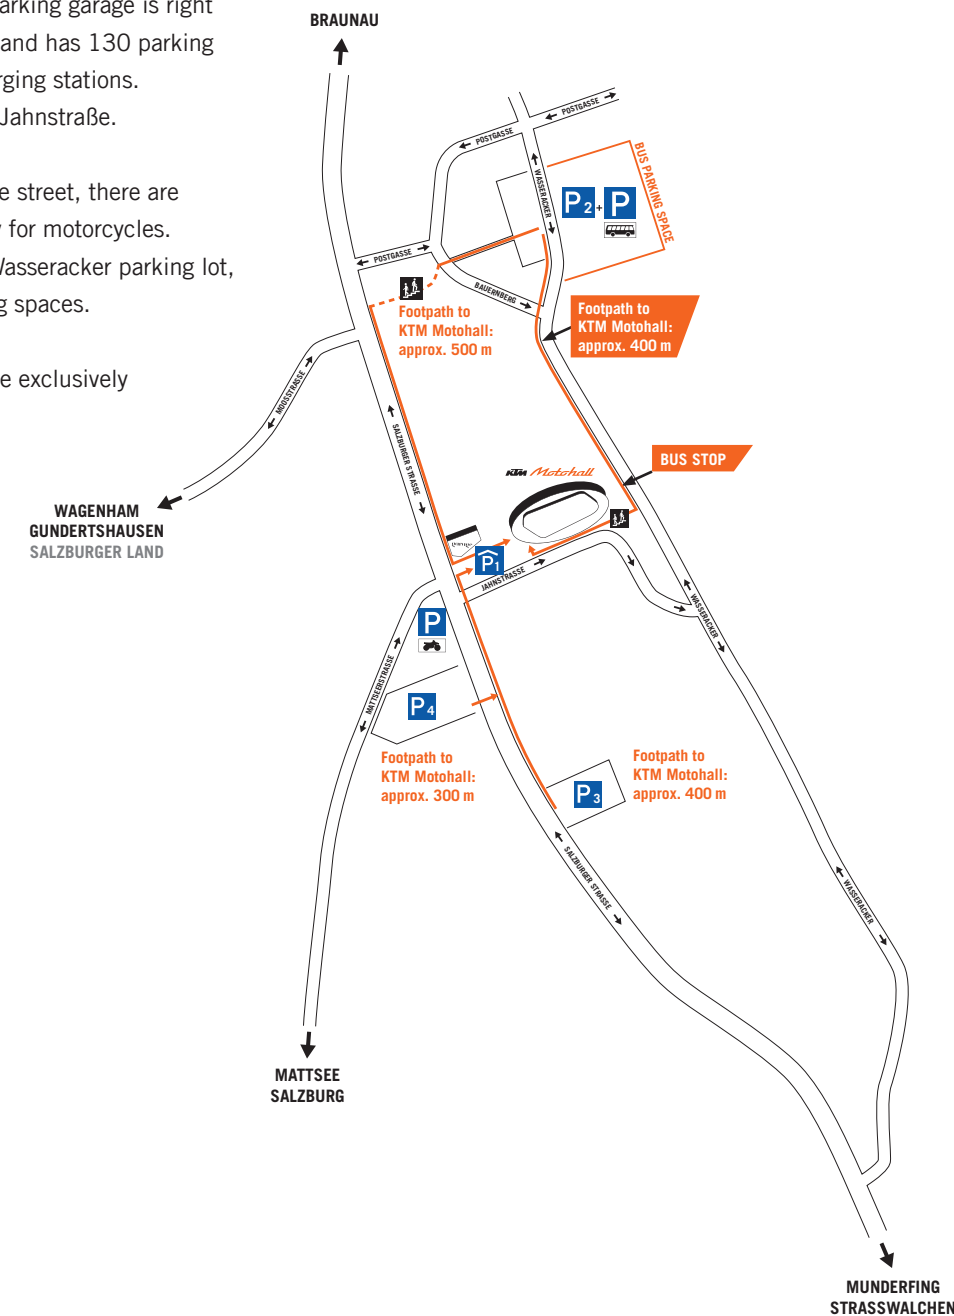 arking garage is right
and has 130 parking
rging stations.
Jahnstraße.
e street, there are
for motorcycles.
Wasseracker parking lot,
g spaces.
e exclusively
BRAUNAU
POSTGASSE
POSTGASSE
WASSERACKER
BUS PARKING SPACE
P2 + P
POSTGASSE
BAUERNBERG
Footpath to
KTM Motohall:
approx. 500 m
Footpath to
KTM Motohall:
approx. 400 m
MOOSSTRASSE
SALZBURGER STRASSE
BUS STOP
KTM Motohall
WAGENHAM
GUNDERTSHAUSEN
SALZBURGER LAND
P1
JAHNSTRASSE
WASSERACKER
P
MATTSEERSTRASSE
P4
Footpath to
KTM Motohall:
approx. 300 m
Footpath to
KTM Motohall:
approx. 400 m
P3
SALZBURGER STRASSE
WASSERACKER
MATTSEE
SALZBURG
MUNDERFING
STRASSWALCHEN